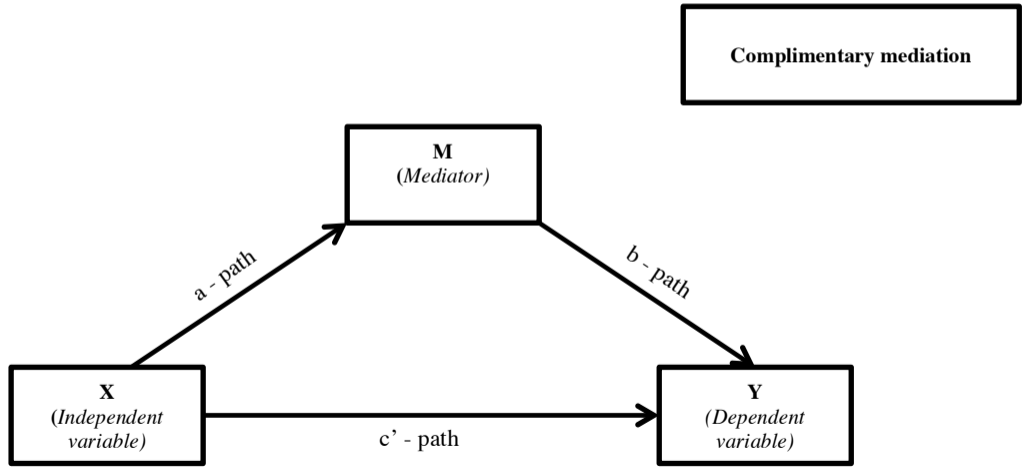 Complimentary mediation
M
(Mediator)
a - path
b - path
X
(Independent
variable)
c’ - path
Y
(Dependent
variable)